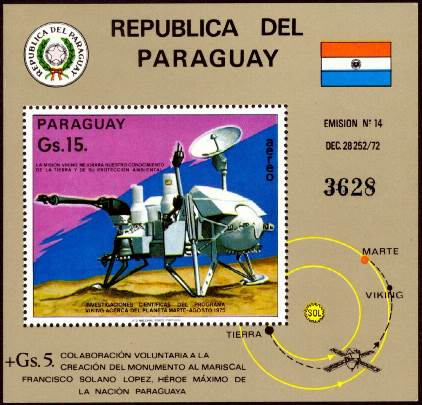 REPUBLICA DEL
PARAGUAY
REPUBLICA DEL PARAGUAY
EMISION Nº 14
DEC. 28 252/72
3628
PARAGUAY
Gs.15.
aéreo
LA MISION VIKING MEJORARA NUESTRO CONOCIMIENTO
DE LA TIERRA Y DE SU PROTECCION AMBIENTAL
INVESTIGACIONES CIENTIFICAS DEL PROGRAMA
VIKING ACERCA DEL PLANETA MARTE-AGOSTO 1975
MARTE
VIKING
SOL
TIERRA
+Gs. 5. COLABORACIÓN VOLUNTARIA A LA
CREACIÓN DEL MONUMENTO AL MARISCAL
FRANCISCO SOLANO LOPEZ, HÉROE MÁXIMO DE
LA NACIÓN PARAGUAYA